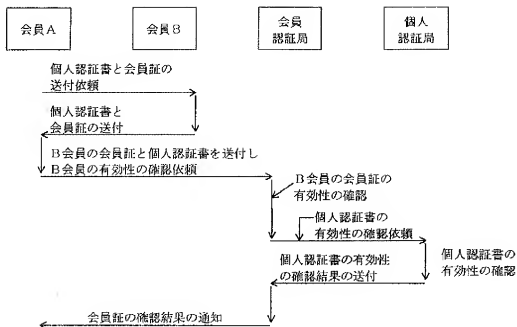 会員A
会員B
会員
認証局
個人
認証局
個人認証書と会員証の
送付依頼
個人認証書と
会員証の送付
B会員の会員証と個人認証書を送付し
B会員の有効性の確認依頼
B会員の会員証の
有効性の確認
個人認証書の
有効性の確認依頼
個人認証書の有効性
の確認結果の送付
個人認証書の
有効性の確認
会員証の確認結果の通知